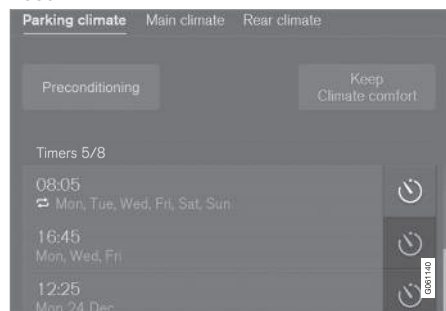 Parking climate Main climate Rear climate
Preconditioning
Keep
Climate comfort
Timers 5/8
08:05
Mon, Tue, Wed, Fri, Sat, Sun
16:45
Mon, Wed, Fri
12:25
Mon 24 Dec
G061140